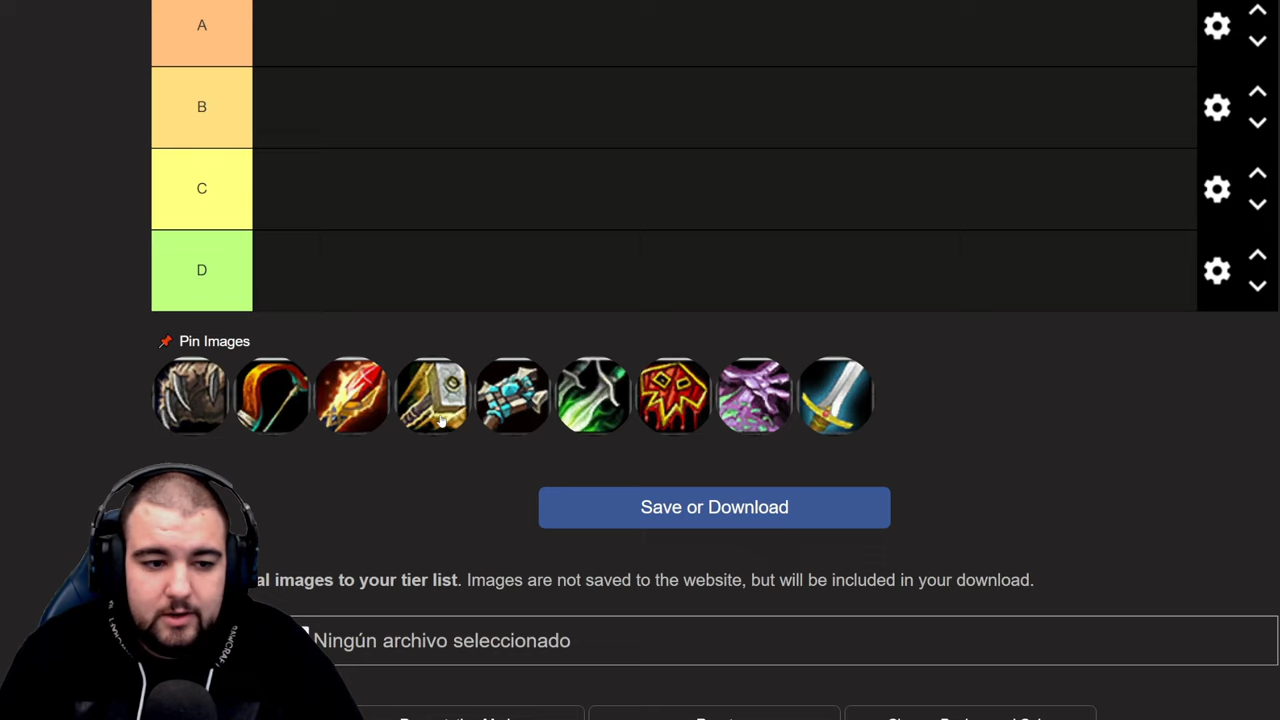 A
B
C
D
Pin Images
Save or Download
al images to your tier list. Images are not saved to the website, but will be included in your download.
Ningún archivo seleccionado